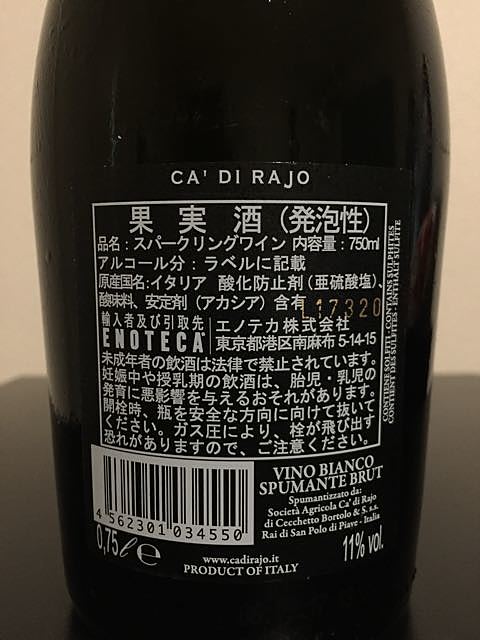 CA' DI RAJO
果実酒（発泡性）
品名：スパークリングワイン 内容量：750ml
アルコール分：ラベルに記載
原産国名：イタリア 酸化防止剤（亜硫酸塩）、
酸味料、安定剤（アカシア）含有
L17320
輸入者及び引取先 エノテカ株式会社
ENOTECA 東京都港区南麻布 5-14-15
未成年者の飲酒は法律で禁止されています。
妊娠中や授乳期の飲酒は、胎児・乳児の
発育に悪影響を与えるおそれがあります。
開栓時、瓶を安全な方向に向けて抜いて
ください。ガス圧により、栓が飛び出す
恐れがありますので、ご注意ください。
CONTIENE SOLFITI - CONTAINS SULPHITES
CONTIENT DES SULFITES - ENTHÄLT SULFITE
4 562301 034550
0,75 ℓ e
VINO BIANCO
SPUMANTE BRUT
Spumantizzato da:
Società Agricola Ca' di Rajo
di Cecchetto Bortolo & S. s.s.
Rai di San Polo di Piave - Italia
www.cadirajo.it
PRODUCT OF ITALY
11% vol.